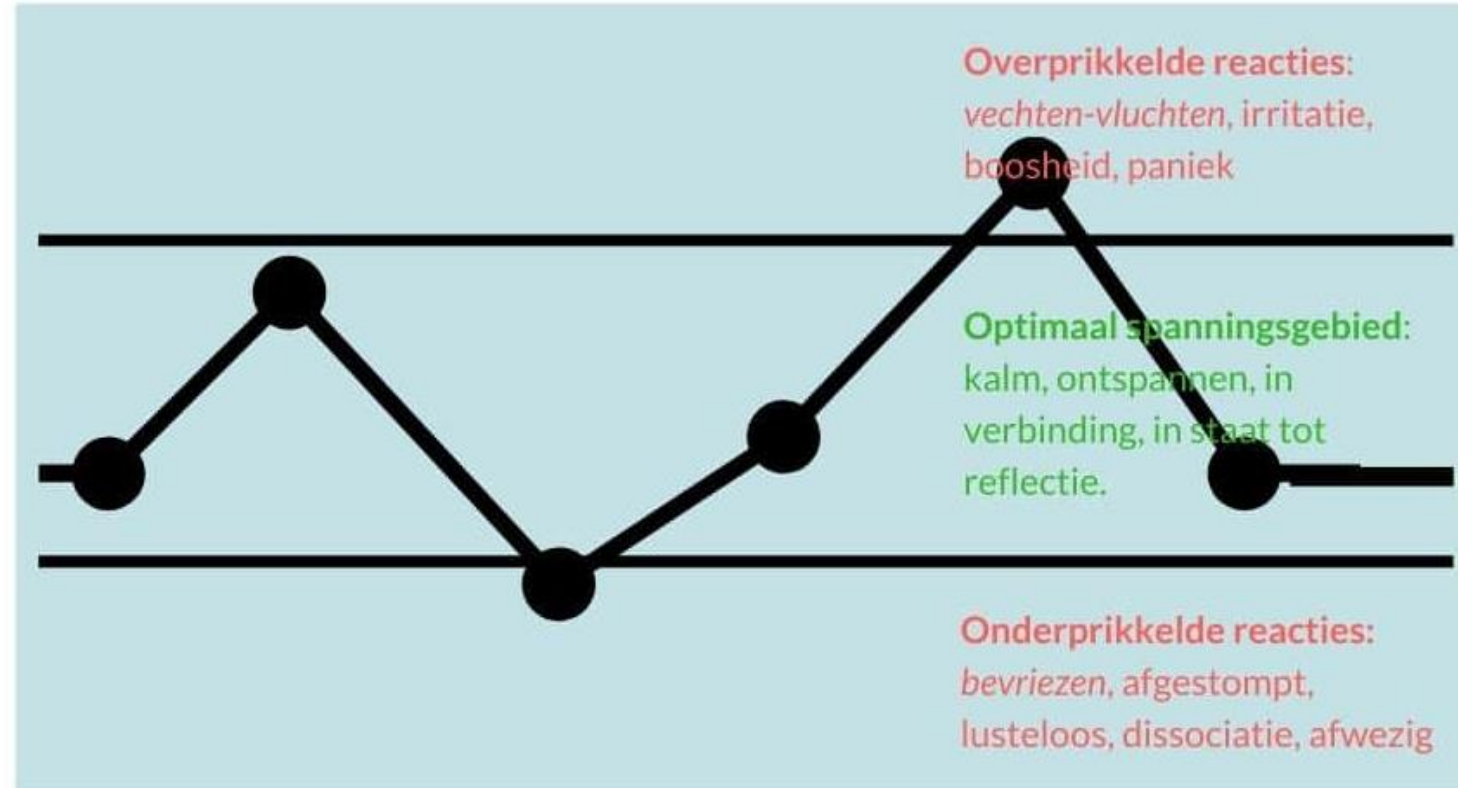 Overprikkelde reacties:
vechten-vluchten, irritatie,
boosheid, paniek
Optimaal spanningsgebied:
kalm, ontspannen, in
verbinding, in staat tot
reflectie.
Onderprikkelde reacties:
bevriezen, afgestompt,
lusteloos, dissociatie, afwezig